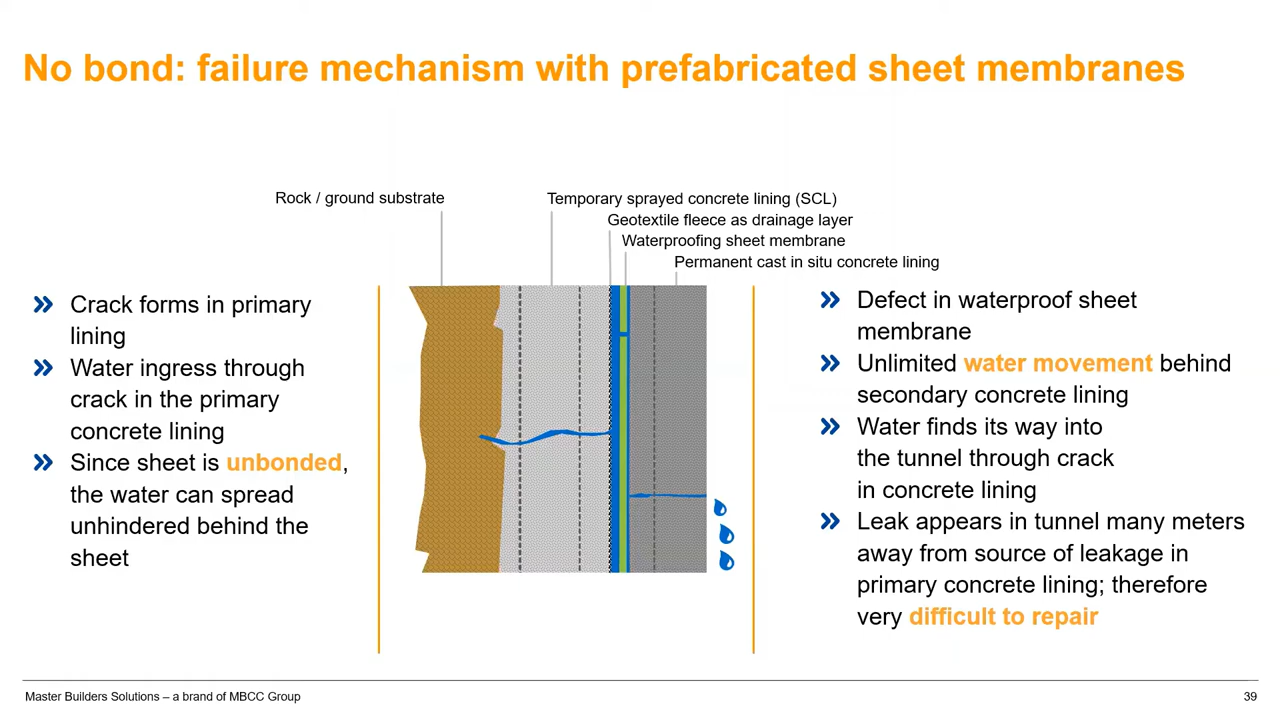 No bond: failure mechanism with prefabricated sheet membranes
Rock / ground substrate
Temporary sprayed concrete lining (SCL)
Geotextile fleece as drainage layer
Waterproofing sheet membrane
Permanent cast in situ concrete lining
Crack forms in primary
lining
Water ingress through
crack in the primary
concrete lining
Since sheet is unbonded,
the water can spread
unhindered behind the
sheet
Defect in waterproof sheet
membrane
Unlimited water movement behind
secondary concrete lining
Water finds its way into
the tunnel through crack
in concrete lining
Leak appears in tunnel many meters
away from source of leakage in
primary concrete lining; therefore
very difficult to repair
Master Builders Solutions – a brand of MBCC Group
39